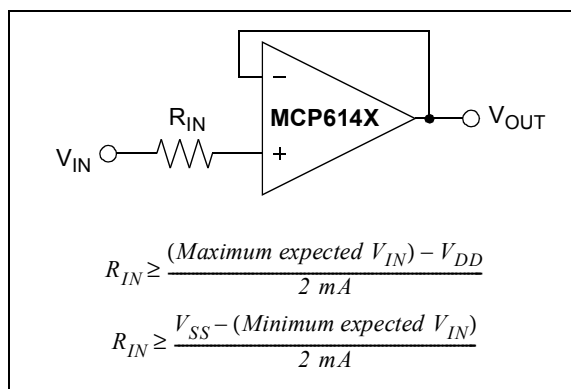 R_IN
V_IN
−
+
MCP614X
V_OUT
R_IN ≥ (Maximum expected V_IN) – V_DD / 2 mA
R_IN ≥ V_SS – (Minimum expected V_IN) / 2 mA